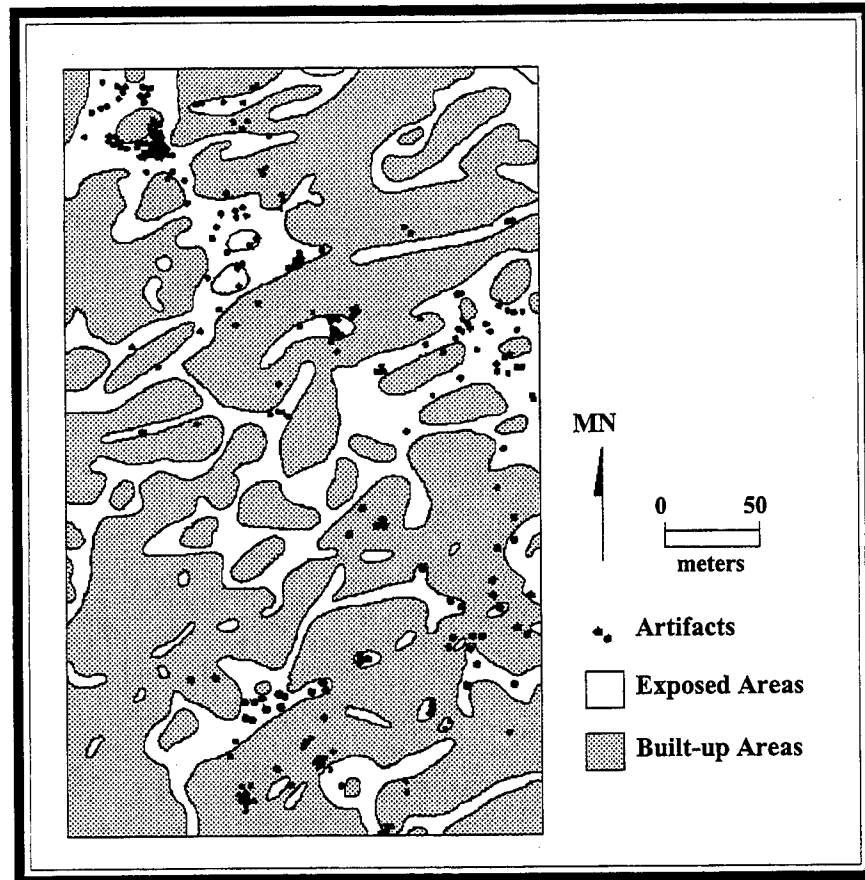 MN
0 50
meters
Artifacts
Exposed Areas
Built-up Areas